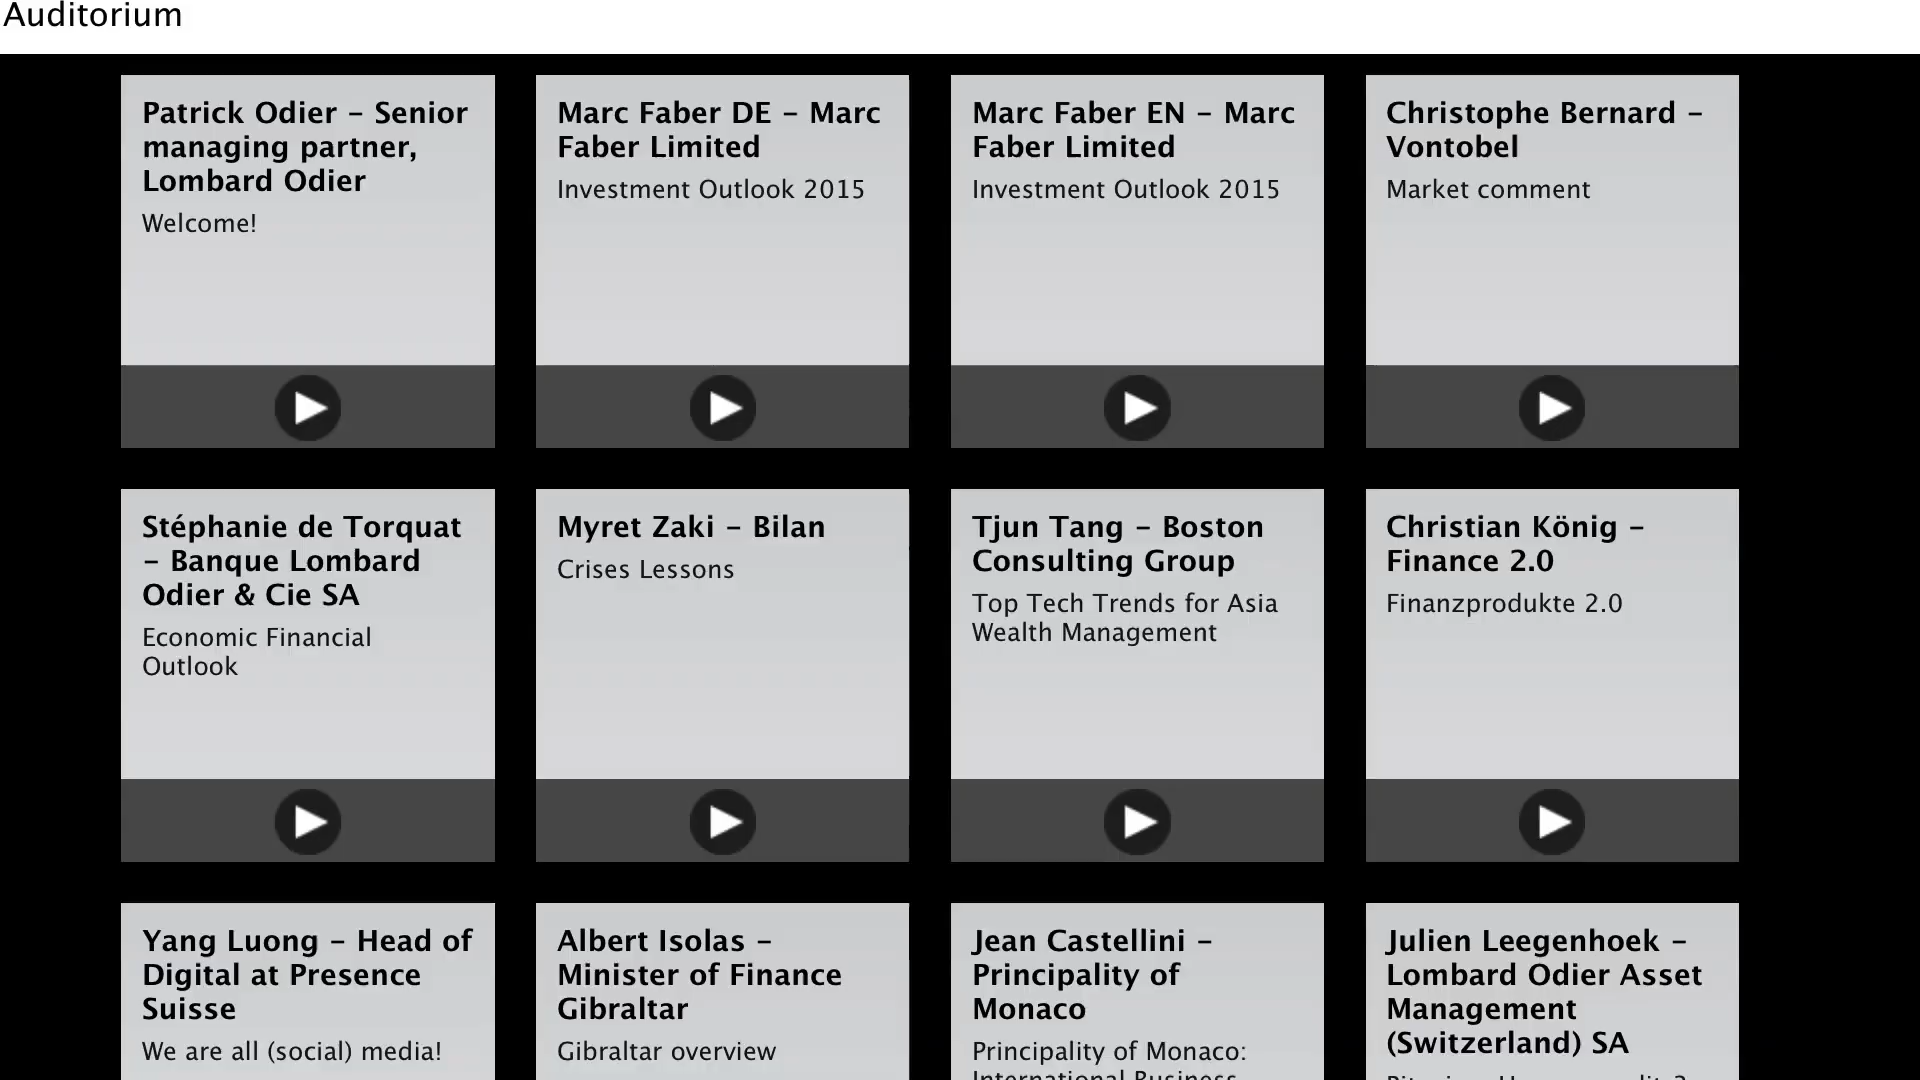 Auditorium
Patrick Odier – Senior
managing partner,
Lombard Odier
Welcome!
Marc Faber DE – Marc
Faber Limited
Investment Outlook 2015
Marc Faber EN – Marc
Faber Limited
Investment Outlook 2015
Christophe Bernard –
Vontobel
Market comment
Stéphanie de Torquat
– Banque Lombard
Odier & Cie SA
Economic Financial
Outlook
Myret Zaki – Bilan
Crises Lessons
Tjun Tang – Boston
Consulting Group
Top Tech Trends for Asia
Wealth Management
Christian König –
Finance 2.0
Finanzprodukte 2.0
Yang Luong – Head of
Digital at Presence
Suisse
We are all (social) media!
Albert Isolas –
Minister of Finance
Gibraltar
Gibraltar overview
Jean Castellini –
Principality of
Monaco
Principality of Monaco:
International Business
Julien Leegenhoek –
Lombard Odier Asset
Management
(Switzerland) SA